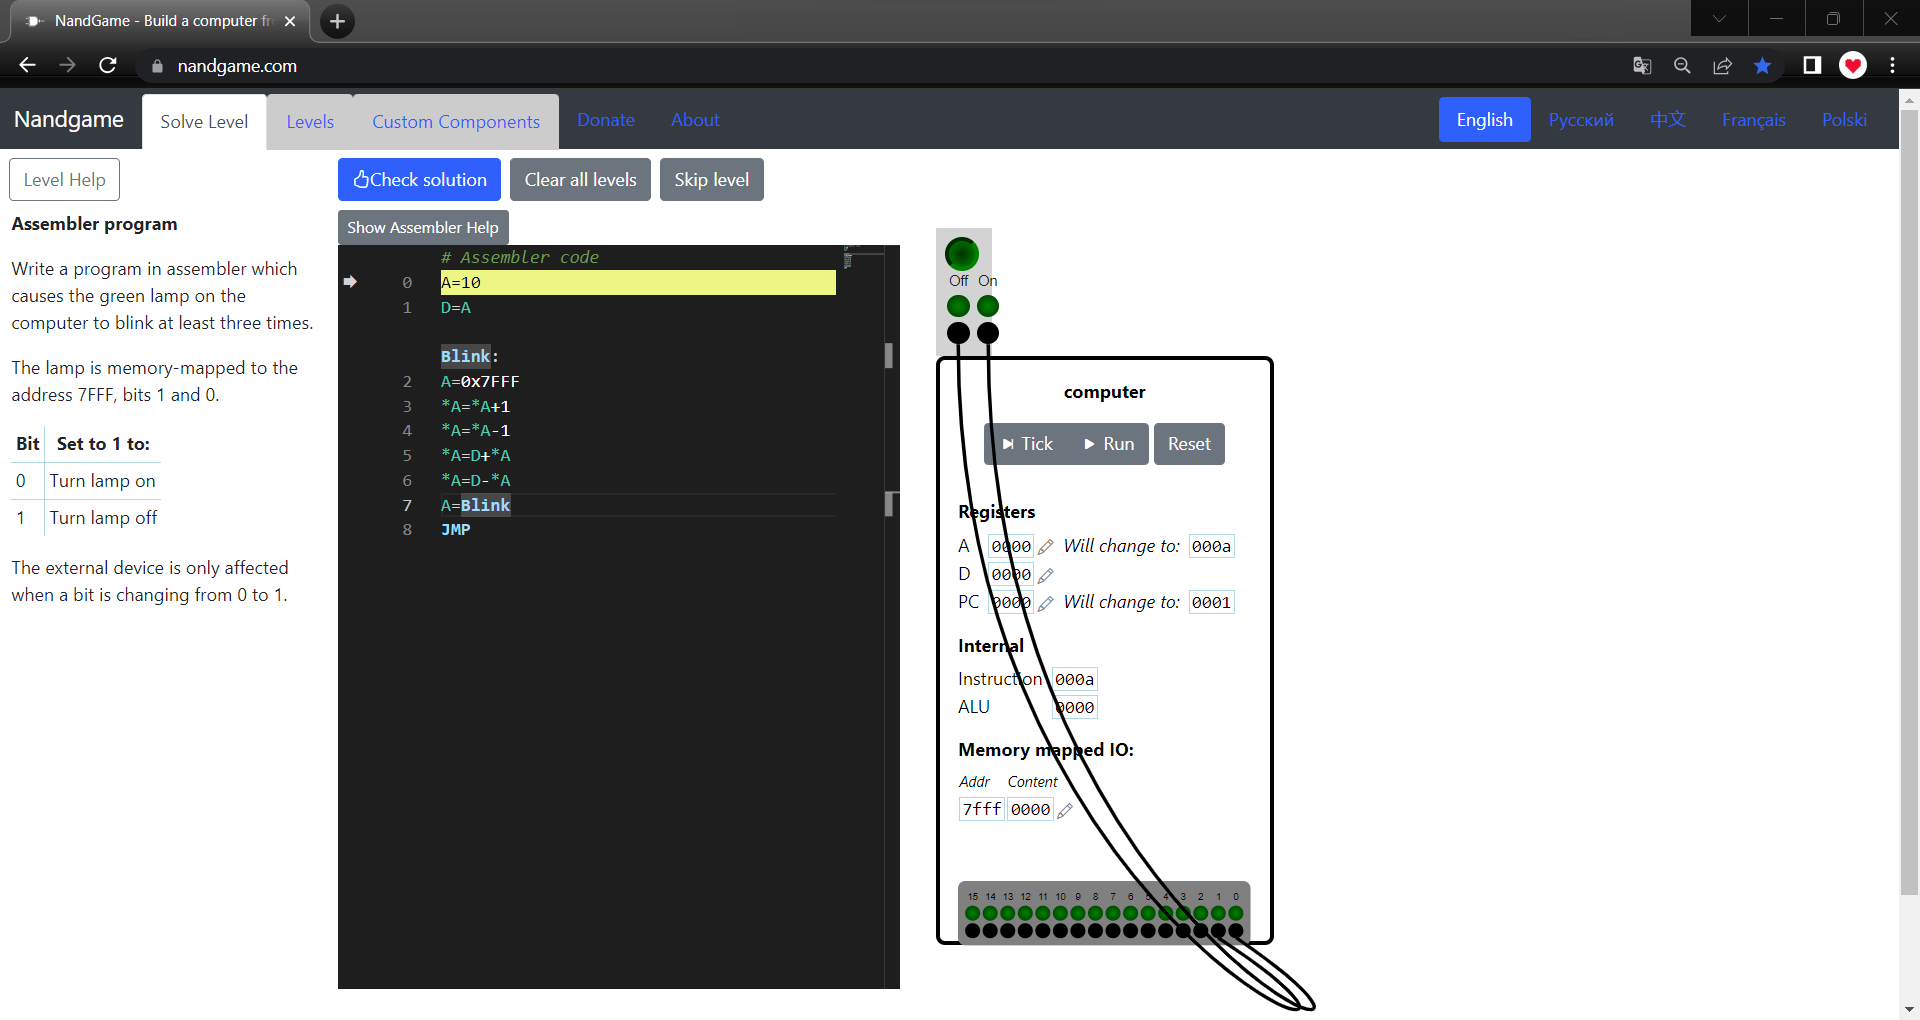 NandGame - Build a computer fr
nandgame.com
Nandgame
Solve Level
Levels
Custom Components
Donate
About
English
Русский
中文
Français
Polski
Level Help
Check solution
Clear all levels
Skip level
Assembler program
Write a program in assembler which
causes the green lamp on the
computer to blink at least three times.
The lamp is memory-mapped to the
address 7FFF, bits 1 and 0.
Bit Set to 1 to:
0 Turn lamp on
1 Turn lamp off
The external device is only affected
when a bit is changing from 0 to 1.
Show Assembler Help
# Assembler code
0 A=10
1 D=A
Blink:
2 A=0x7FFF
3 *A=*A+1
4 *A=*A-1
5 *A=D+*A
6 *A=D-*A
7 A=Blink
8 JMP
Off On
computer
Tick Run Reset
Registers
A 0000 Will change to: 000a
D 0000
PC 0000 Will change to: 0001
Internal
Instruction 000a
ALU 0000
Memory mapped IO:
Addr Content
7fff 0000
15 14 13 12 11 10 9 8 7 6 5 4 3 2 1 0